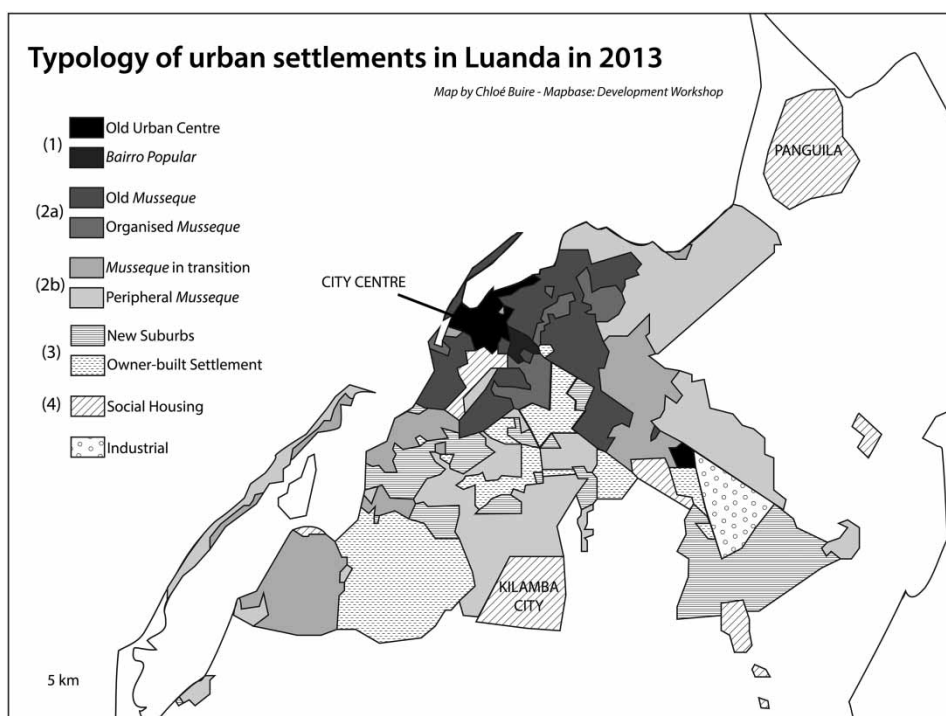 Typology of urban settlements in Luanda in 2013
Map by Chloé Buire - Mapbase: Development Workshop
(1)
Old Urban Centre
Bairro Popular
(2a)
Old Musseque
Organised Musseque
(2b)
Musseque in transition
Peripheral Musseque
(3)
New Suburbs
Owner-built Settlement
(4)
Social Housing
Industrial
PANGUILA
CITY CENTRE
KILAMBA
CITY
5 km